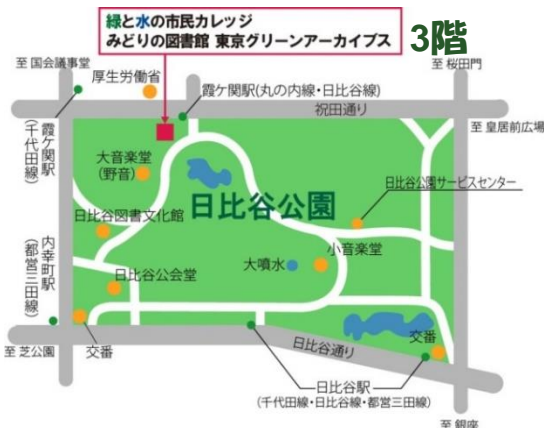 緑と水の市民カレッジ
みどりの図書館 東京グリーンアーカイブス
3階
至 国会議事堂
厚生労働省
至 桜田門
霞ケ関駅(丸の内線・日比谷線)
祝田通り
霞ケ関駅
(千代田線)
至 皇居前広場
大音楽堂
(野音)
日比谷公園サービスセンター
日比谷公園
日比谷図書文化館
小音楽堂
内幸町駅
(都営三田線)
大噴水
日比谷公会堂
交番
至 芝公園
日比谷通り
交番
日比谷駅
(千代田線・日比谷線・都営三田線)
至 銀座